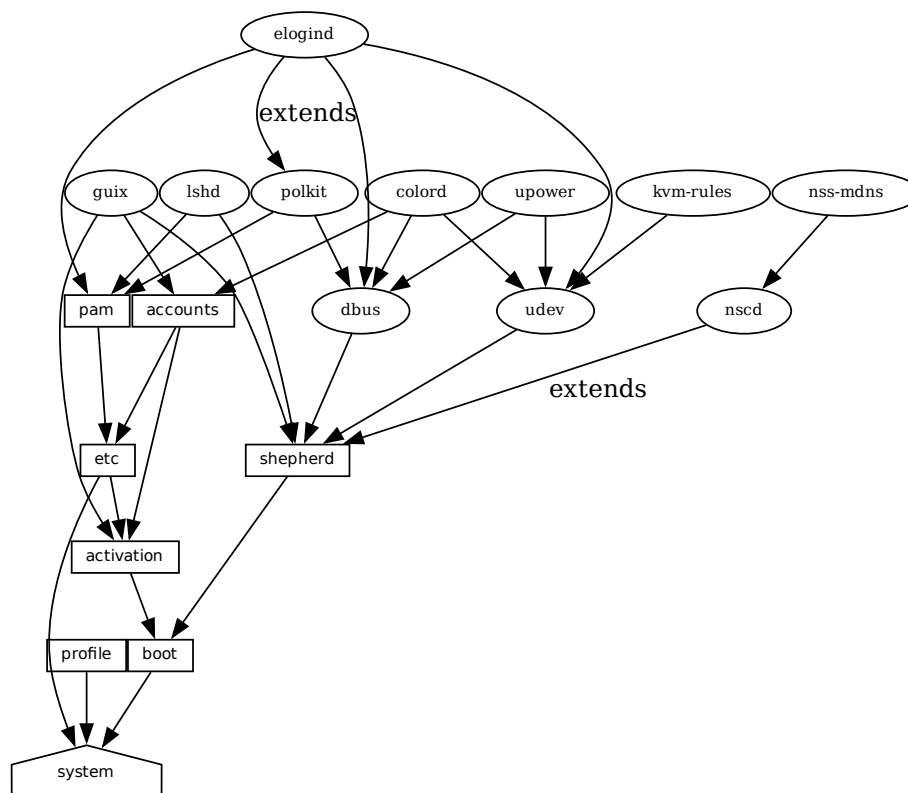 elogind
extends
guix
lshd
polkit
colord
upower
kvm-rules
nss-mdns
pam
accounts
dbus
udev
nscd
extends
etc
shepherd
activation
profile
boot
system